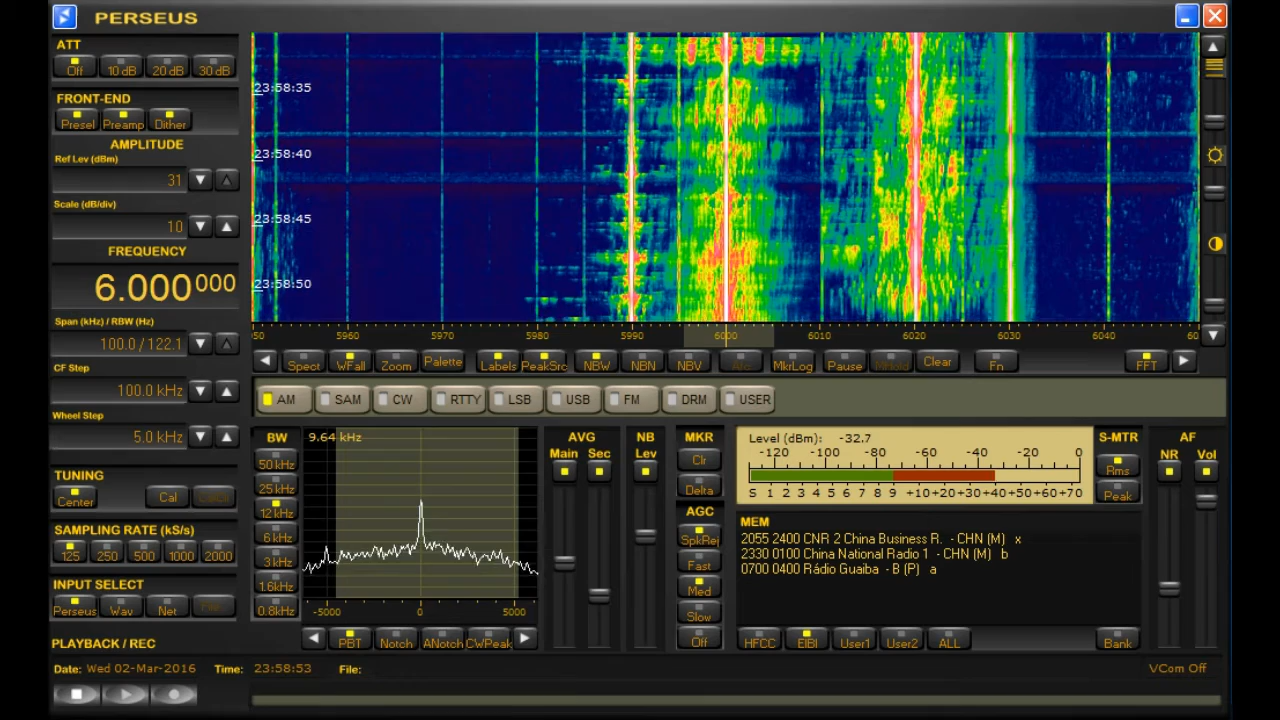 PERSEUS
ATT
Off 10 dB 20 dB 30 dB
FRONT-END
Presel Preamp Dither
AMPLITUDE
Ref Lev (dBm)
31
Scale (dB/div)
10
FREQUENCY
6.000000
Span (kHz) / RBW (Hz)
100.0 / 122.1
CF Step
100.0 kHz
Wheel Step
5.0 kHz
TUNING
Center Cal
SAMPLING RATE (kS/s)
125 250 500 1000 2000
INPUT SELECT
Perseus Wav Net
PLAYBACK / REC
Date: Wed 02-Mar-2016 Time: 23:58:53 File:
VCom Off
23:58:35
23:58:40
23:58:45
23:58:50
50 5960 5970 5980 5990 6000 6010 6020 6030 6040 60
Spect WFall Zoom Palette Labels PeakSrc NBW NBN NBV MkrLog Pause Clear Fn FFT
AM SAM CW RTTY LSB USB FM DRM USER
BW
50 kHz
25 kHz
12 kHz
6 kHz
3 kHz
1.6kHz
0.8kHz
9.64 kHz
-5000 0 5000
PBT Notch ANotch CWPeak
AVG
Main Sec
NB
Lev
MKR
Clr
Delta
AGC
SpkRej
Fast
Med
Slow
Off
Level (dBm): -32.7
-120 -100 -80 -60 -40 -20 0
S 1 2 3 4 5 6 7 8 9 +10+20+30+40+50+60+70
S-MTR
Rms
Peak
AF
NR Vol
MEM
2055 2400 CNR 2 China Business R. - CHN (M) x
2330 0100 China National Radio 1 - CHN (M) b
0700 0400 Rádio Guaiba - B (P) a
HFCC EIBI User1 User2 ALL Bank